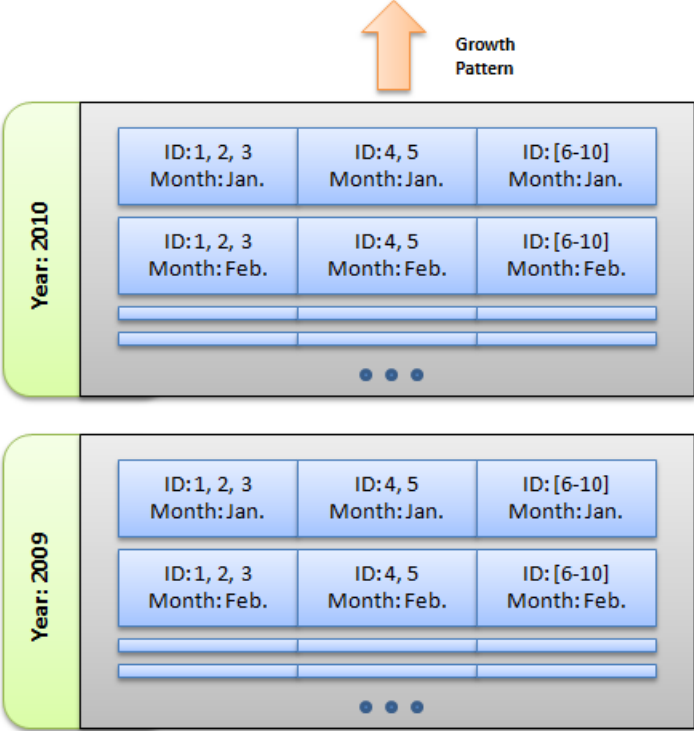 Growth
Pattern
Year: 2010
ID:1, 2, 3
Month:Jan.
ID:4, 5
Month:Jan.
ID:[6-10]
Month:Jan.
ID:1, 2, 3
Month:Feb.
ID:4, 5
Month:Feb.
ID:[6-10]
Month:Feb.
Year: 2009
ID:1, 2, 3
Month:Jan.
ID:4, 5
Month:Jan.
ID:[6-10]
Month:Jan.
ID:1, 2, 3
Month:Feb.
ID:4, 5
Month:Feb.
ID:[6-10]
Month:Feb.